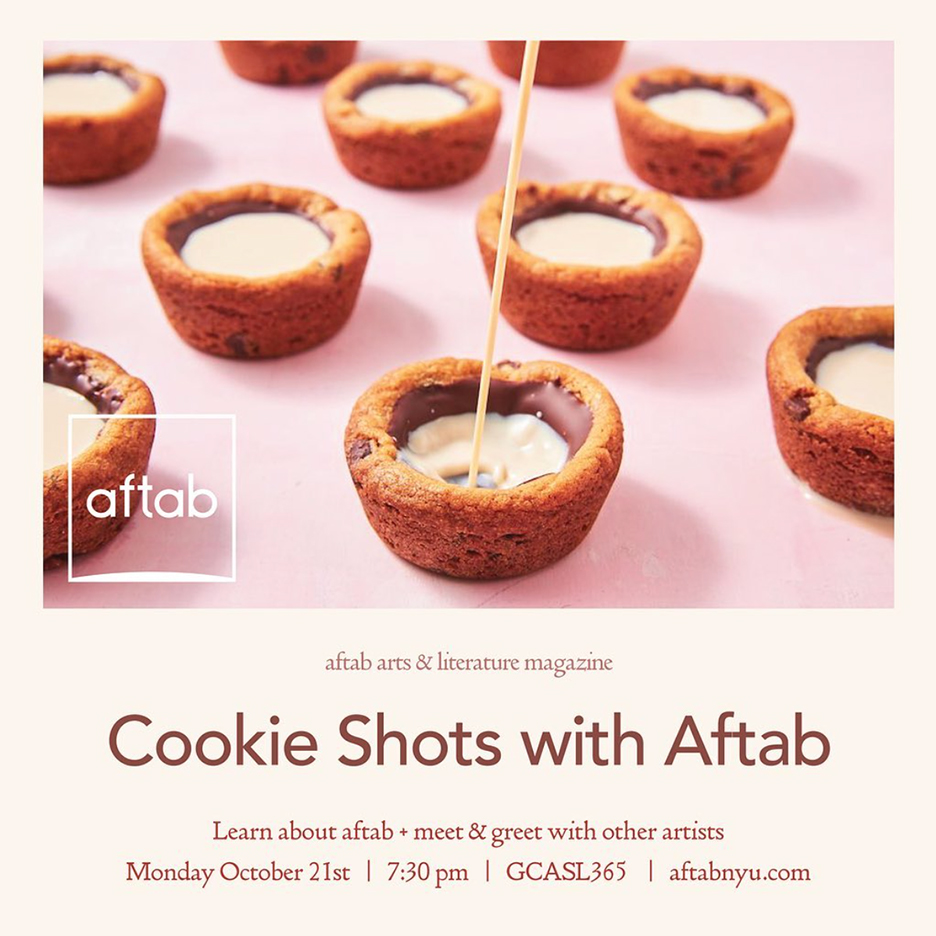 aftab
aftab arts & literature magazine
Cookie Shots with Aftab
Learn about aftab + meet & greet with other artists
Monday October 21st | 7:30 pm | GCASL365 | aftabnyu.com